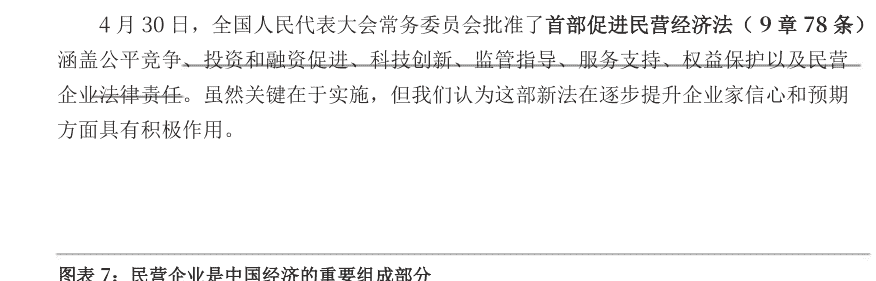 4 月 30 日，全国人民代表大会常务委员会批准了首部促进民营经济法（ 9 章 78 条）
涵盖公平竞争、投资和融资促进、科技创新、监管指导、服务支持、权益保护以及民营
企业法律责任。虽然关键在于实施，但我们认为这部新法在逐步提升企业家信心和预期
方面具有积极作用。
图表 7：民营企业是中国经济的重要组成部分